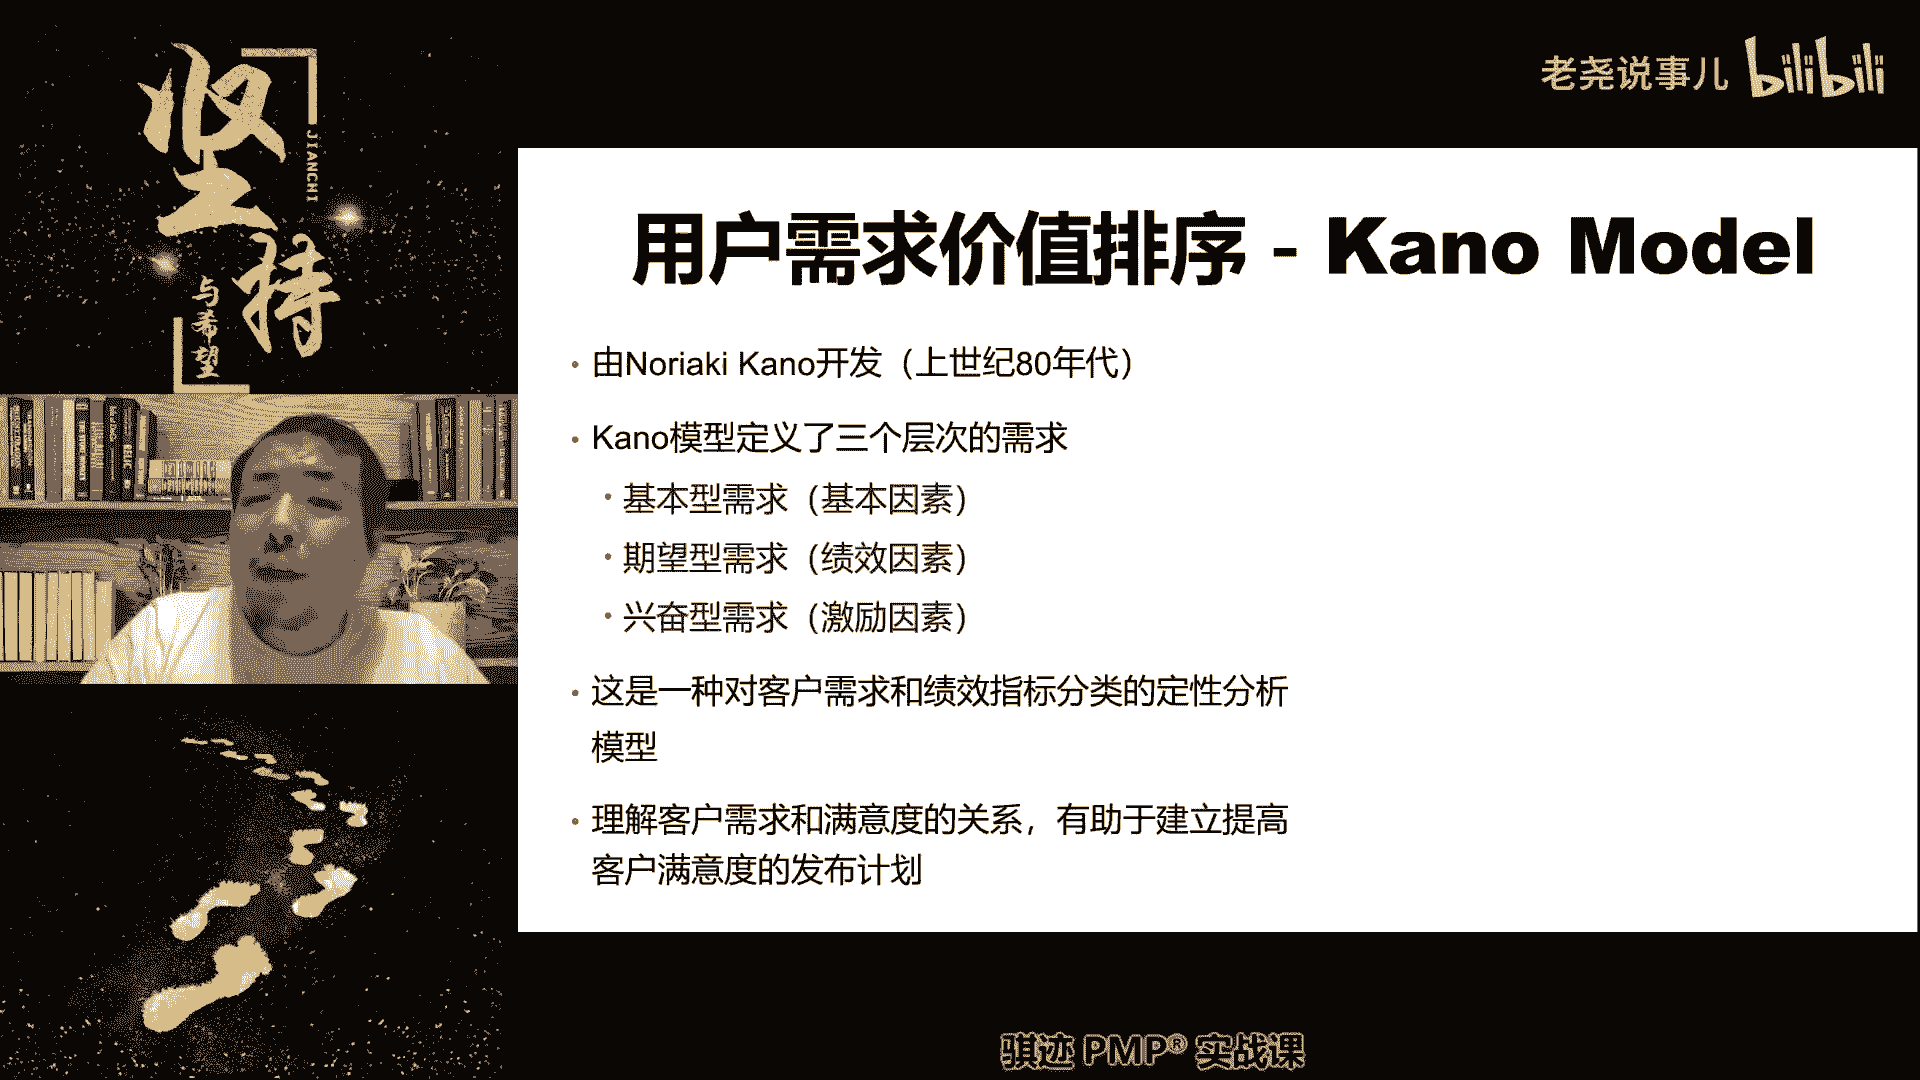 坚持
JIANCHI
与希望
老尧说事儿 bilibili
用户需求价值排序 - Kano Model
· 由Noriaki Kano开发（上世纪80年代）
· Kano模型定义了三个层次的需求
· 基本型需求（基本因素）
· 期望型需求（绩效因素）
· 兴奋型需求（激励因素）
· 这是一种对客户需求和绩效指标分类的定性分析
模型
· 理解客户需求和满意度的关系，有助于建立提高
客户满意度的发布计划
骐迹 PMP® 实战课